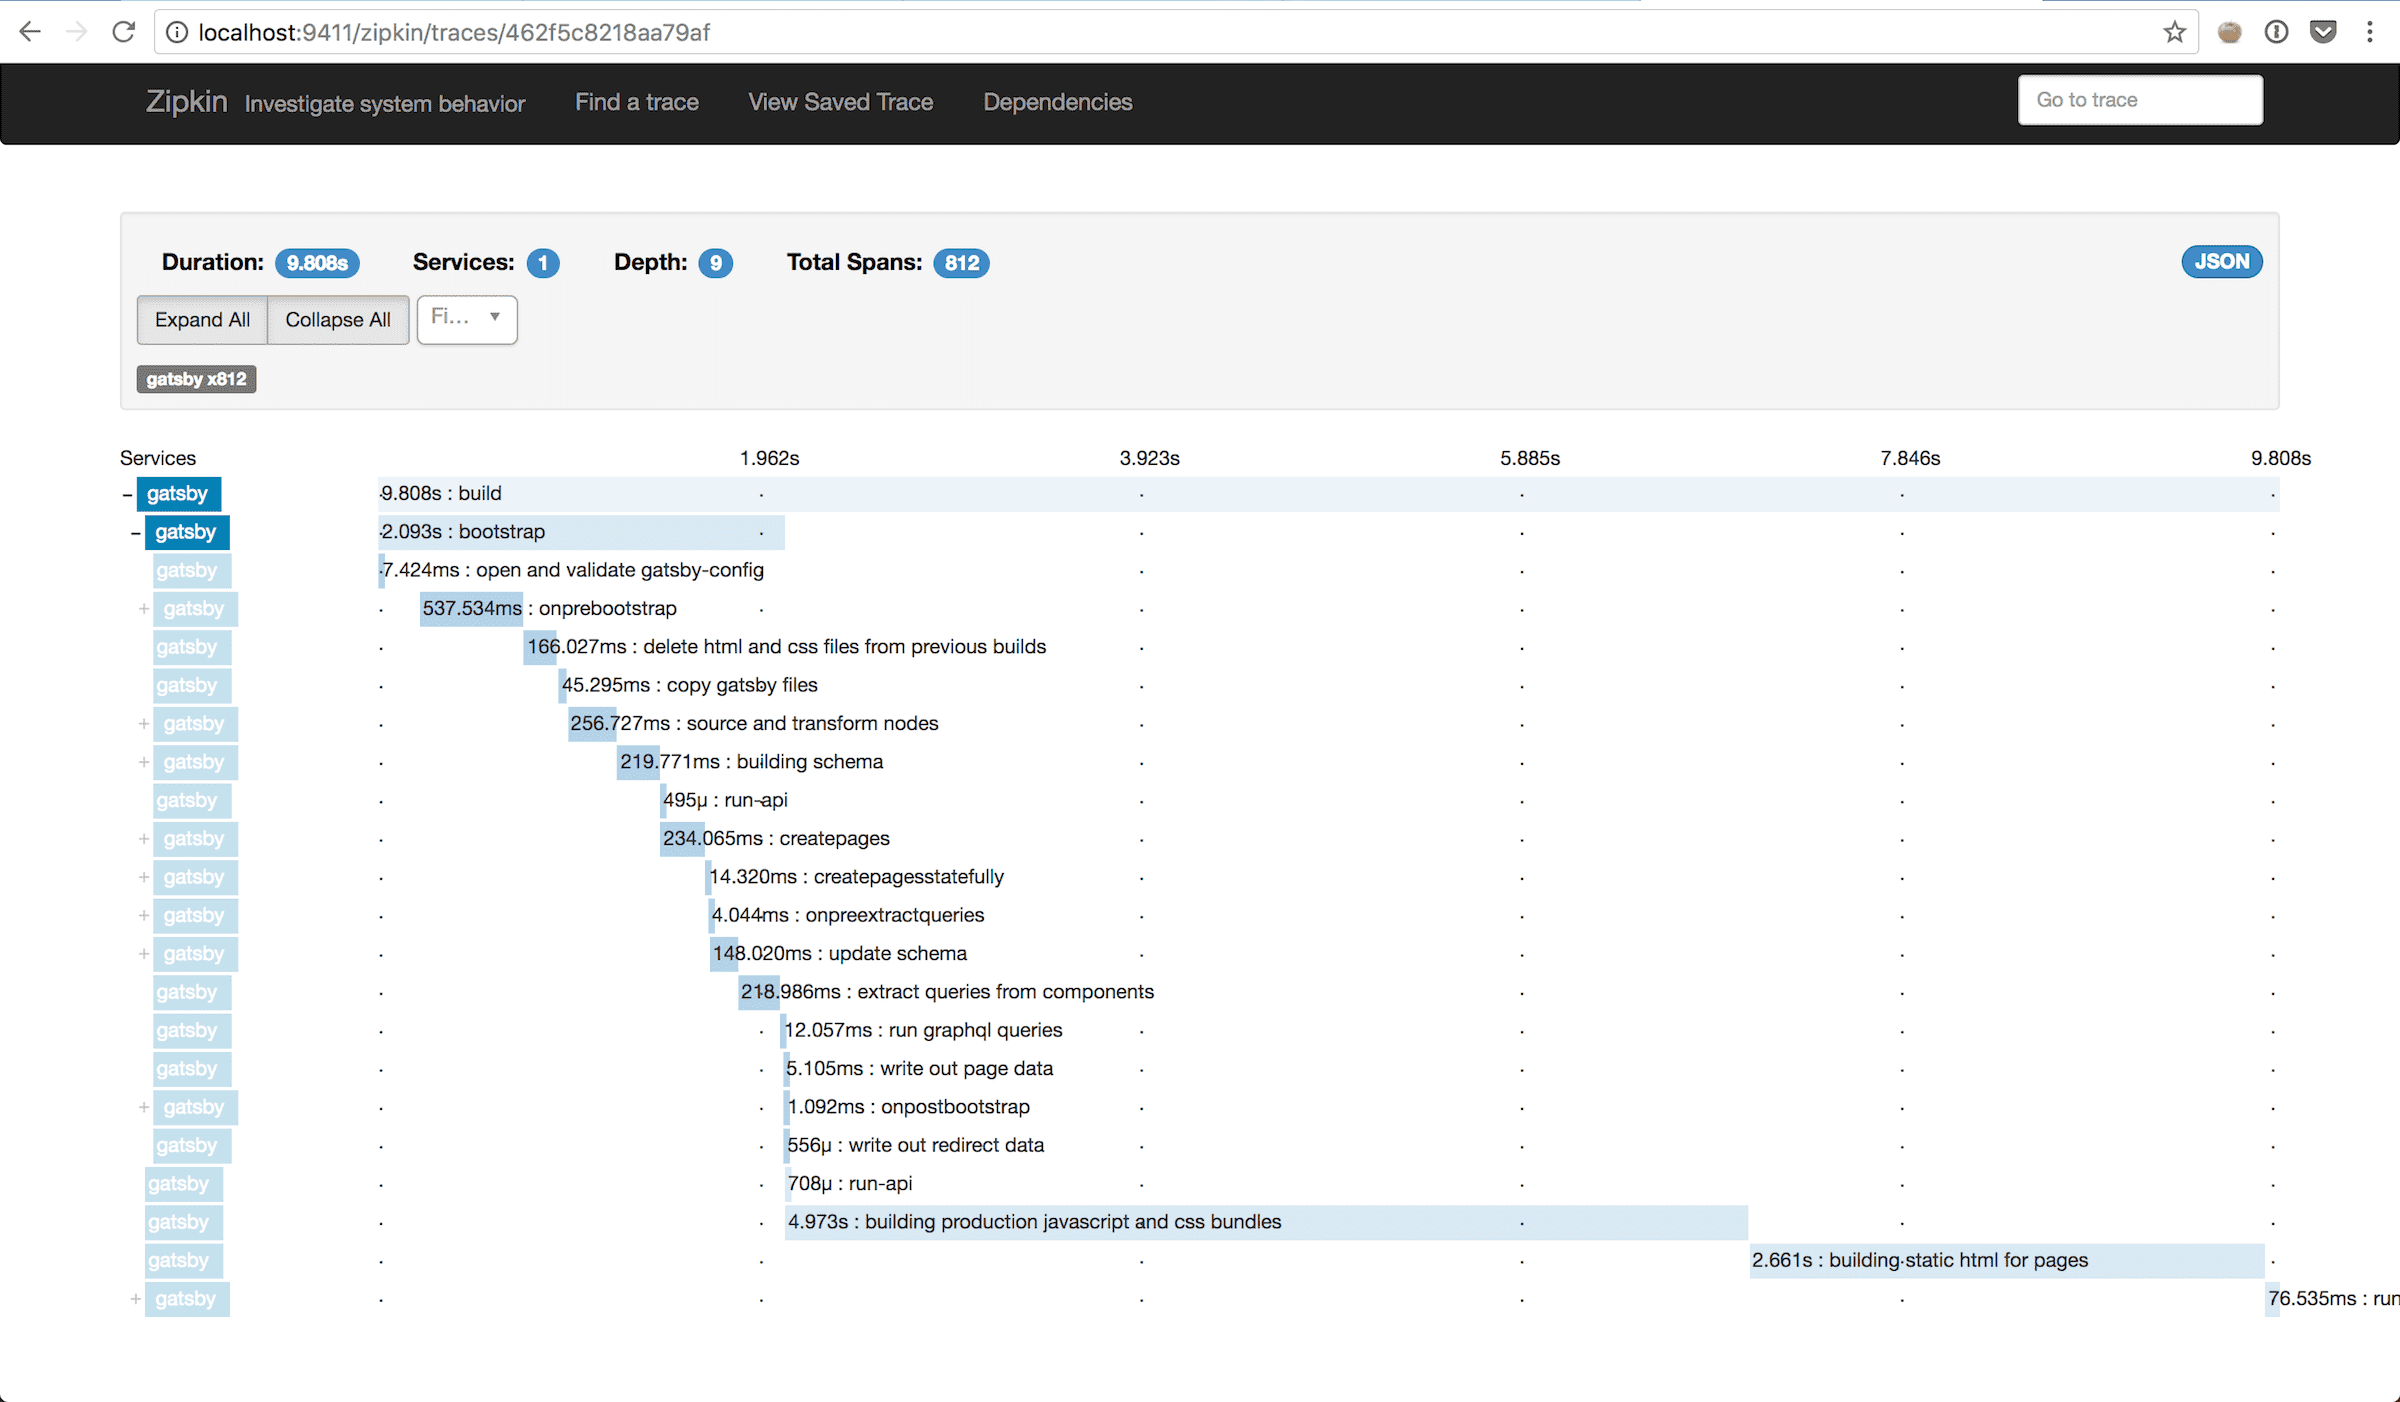 localhost:9411/zipkin/traces/462f5c8218aa79af
Zipkin Investigate system behavior Find a trace View Saved Trace Dependencies Go to trace
Duration: 9.808s Services: 1 Depth: 9 Total Spans: 812 JSON
Expand All Collapse All Fi...
gatsby x812
Services 1.962s 3.923s 5.885s 7.846s 9.808s
- gatsby 9.808s : build
- gatsby 2.093s : bootstrap
gatsby 7.424ms : open and validate gatsby-config
+ gatsby 537.534ms : onprebootstrap
gatsby 166.027ms : delete html and css files from previous builds
gatsby 45.295ms : copy gatsby files
+ gatsby 256.727ms : source and transform nodes
+ gatsby 219.771ms : building schema
gatsby 495μ : run-api
+ gatsby 234.065ms : createpages
+ gatsby 14.320ms : createpagesstatefully
+ gatsby 4.044ms : onpreextractqueries
+ gatsby 148.020ms : update schema
gatsby 218.986ms : extract queries from components
gatsby 12.057ms : run graphql queries
gatsby 5.105ms : write out page data
+ gatsby 1.092ms : onpostbootstrap
gatsby 556μ : write out redirect data
gatsby 708μ : run-api
gatsby 4.973s : building production javascript and css bundles
gatsby 2.661s : building static html for pages
+ gatsby 76.535ms : run